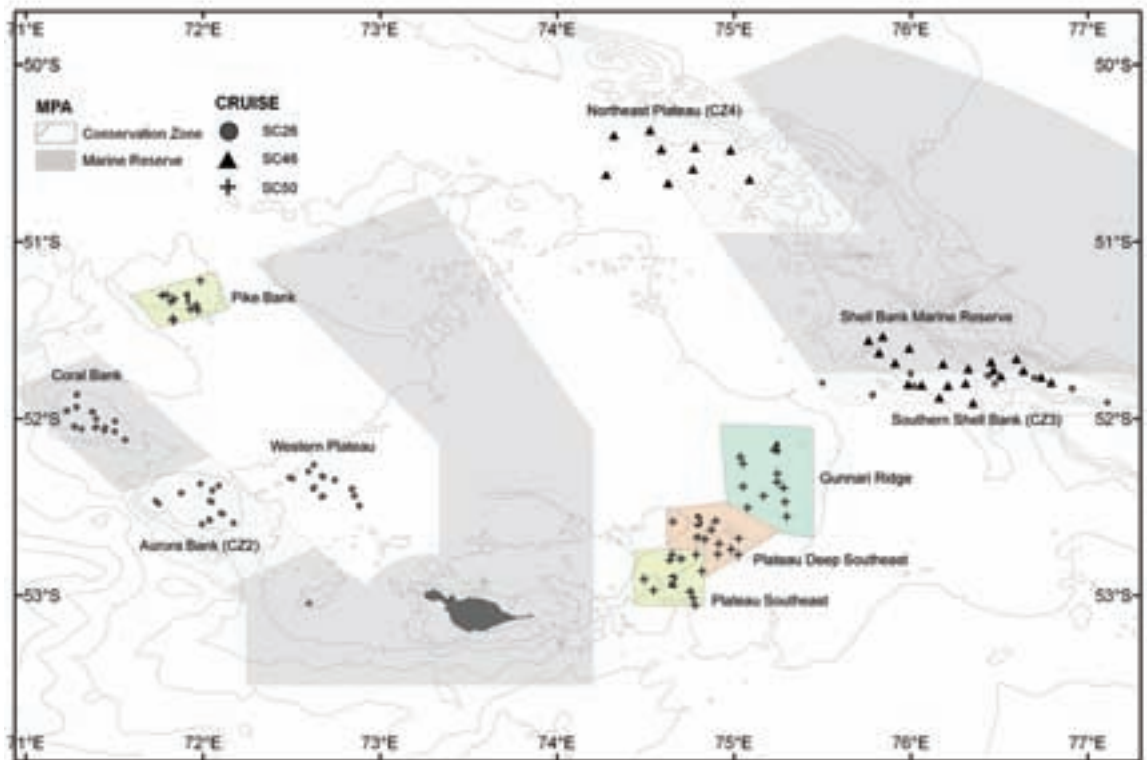 71°E 72°E 73°E 74°E 75°E 76°E 77°E
50°S 50°S
MPA
Conservation Zone
Marine Reserve
CRUISE
SC26
SC46
SC50
Northeast Plateau (CZ4)
51°S 51°S
1
Pike Bank
Shell Bank Marine Reserve
Coral Bank
52°S 52°S
Southern Shell Bank (CZ3)
Western Plateau
4
Gunnari Ridge
Aurora Bank (CZ2)
3
Plateau Deep Southeast
2
Plateau Southeast
53°S 53°S
71°E 72°E 73°E 74°E 75°E 76°E 77°E